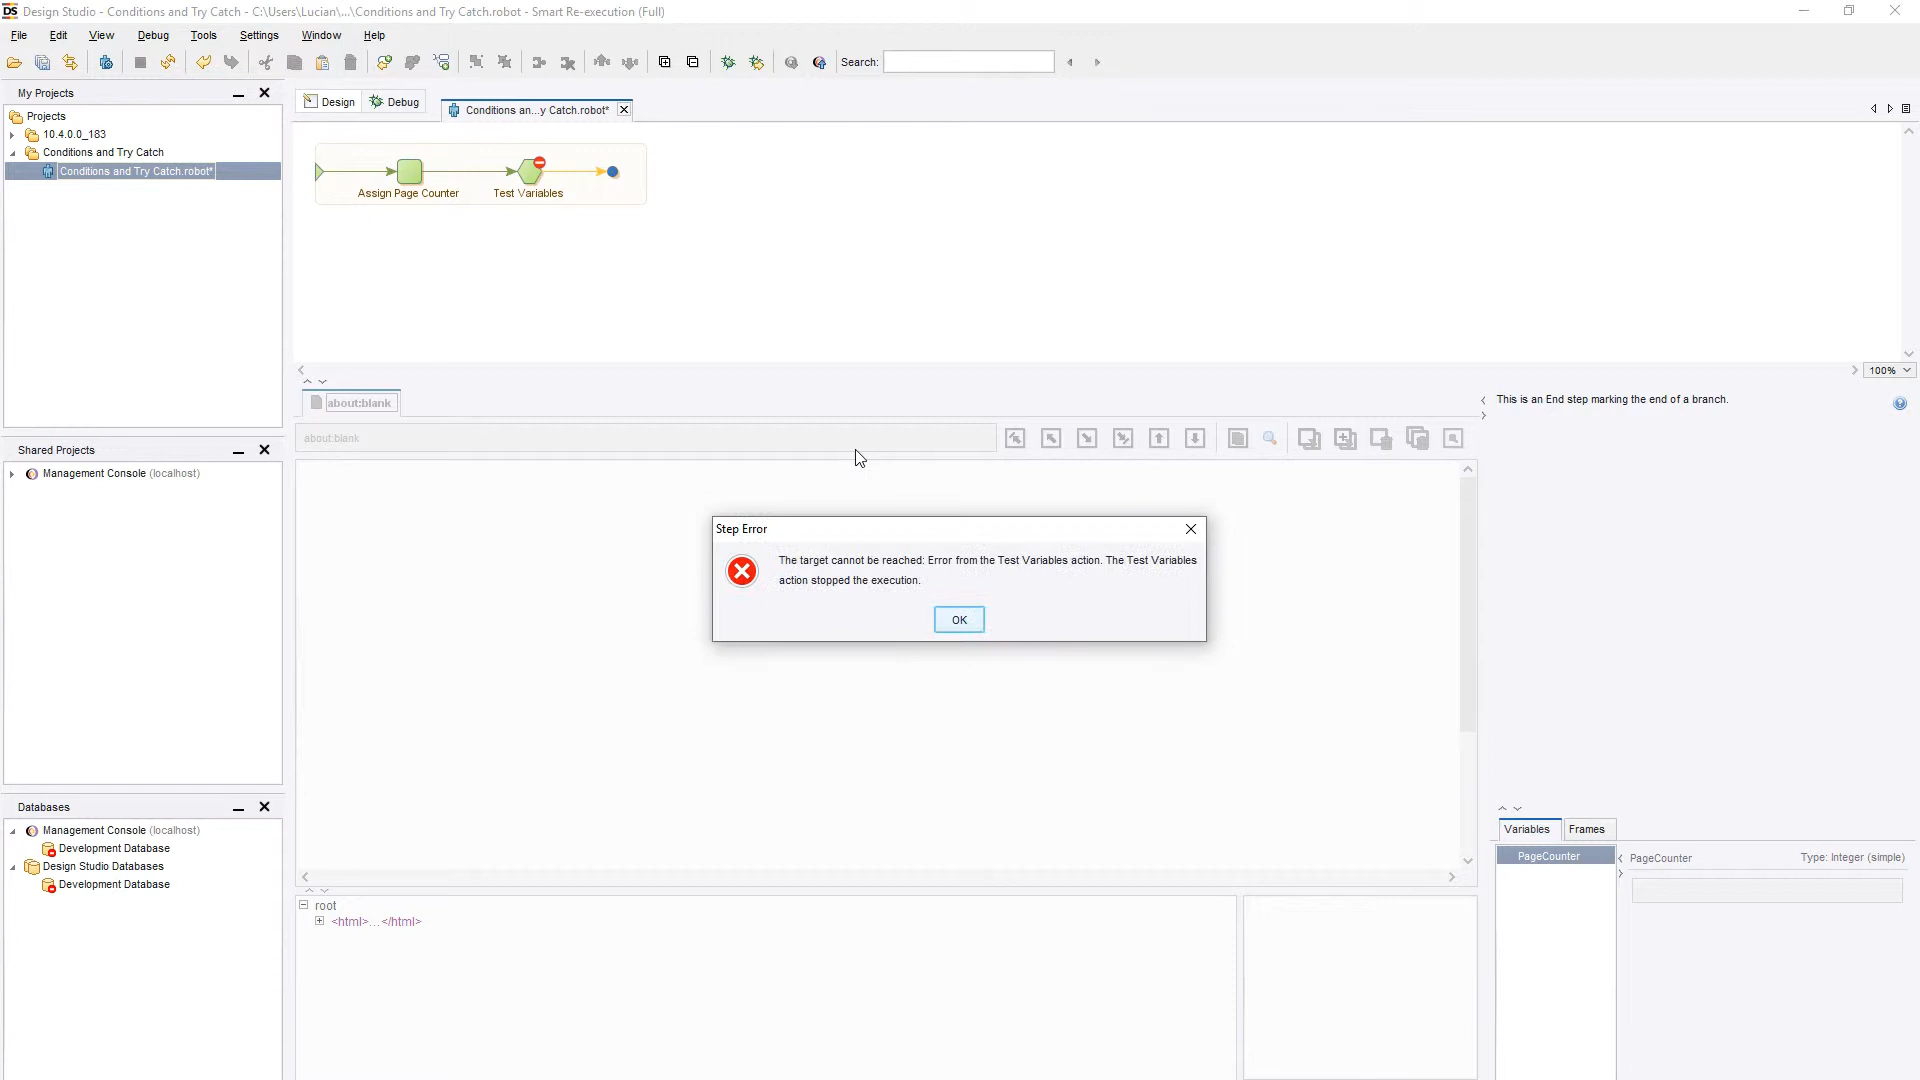 DS Design Studio - Conditions and Try Catch - C:\Users\Lucian\...\Conditions and Try Catch.robot - Smart Re-execution (Full)
File Edit View Debug Tools Settings Window Help
Search:
My Projects
Projects
10.4.0.0_183
Conditions and Try Catch
Conditions and Try Catch.robot*
Design
Debug
Conditions an...y Catch.robot*
Assign Page Counter
Test Variables
100%
about:blank
about:blank
This is an End step marking the end of a branch.
Shared Projects
Management Console (localhost)
Step Error
The target cannot be reached: Error from the Test Variables action. The Test Variables
action stopped the execution.
OK
Databases
Management Console (localhost)
Development Database
Design Studio Databases
Development Database
root
<html>...</html>
Variables
Frames
PageCounter
PageCounter
Type: Integer (simple)